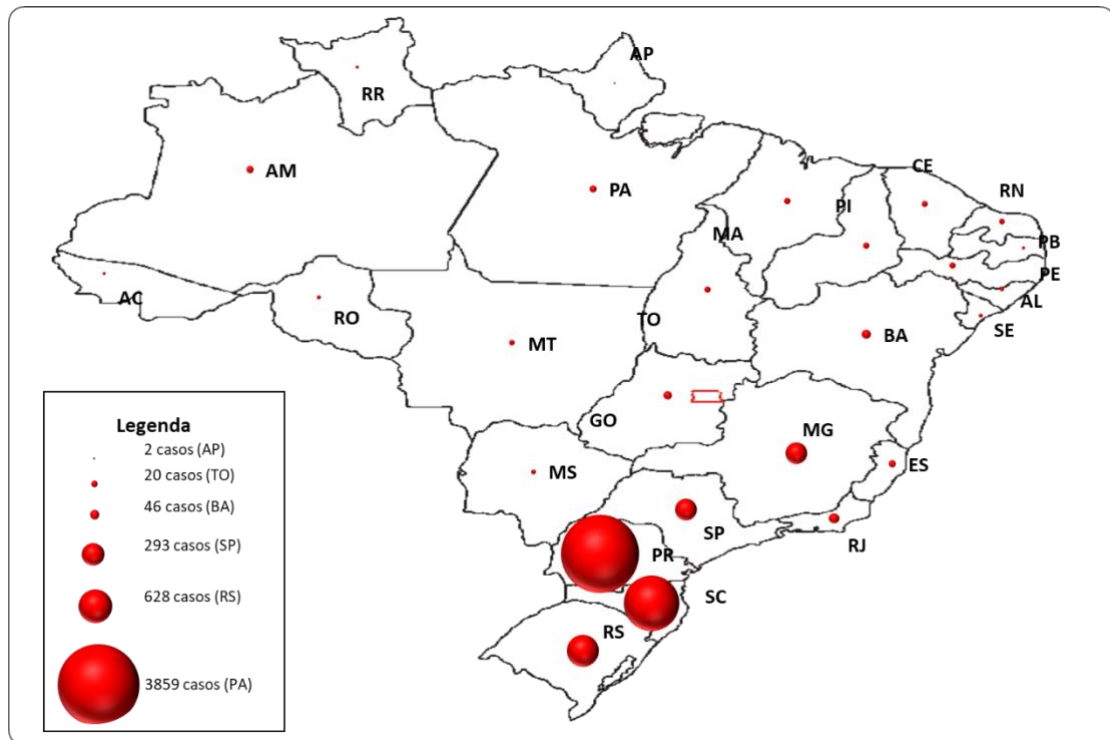 AP
RR
AM
PA
CE
RN
PI
MA
PB
PE
AC
RO
AL
TO
SE
MT
BA
GO
MG
MS
ES
SP
RJ
PR
SC
RS
Legenda
2 casos (AP)
20 casos (TO)
46 casos (BA)
293 casos (SP)
628 casos (RS)
3859 casos (PA)